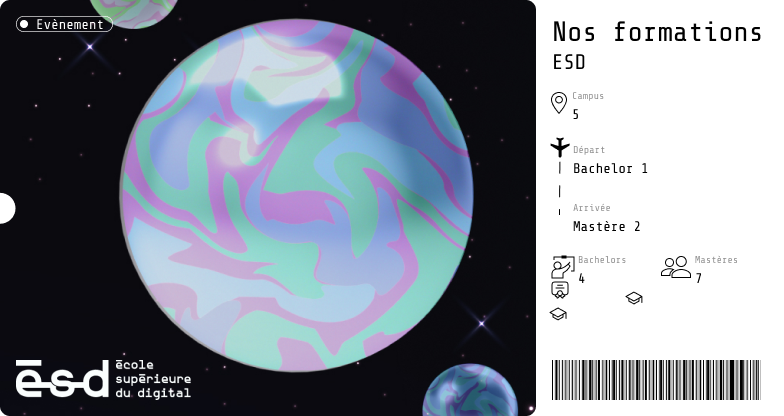 Evènement
ēsd
école
supérieure
du digital
Nos formations
ESD
Campus
5
Départ
Bachelor 1
Arrivée
Mastère 2
Bachelors
4
Mastères
7